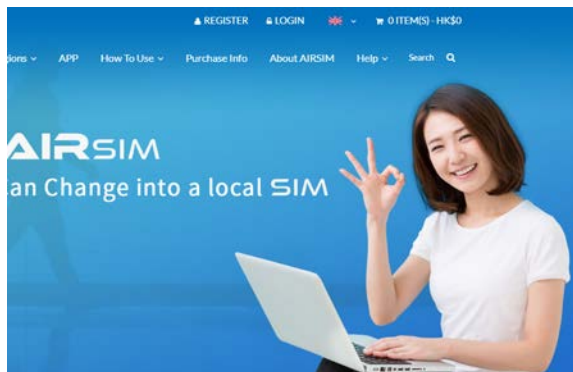 REGISTER LOGIN 0 ITEM(S) - HK$0
gions APP How To Use Purchase Info About AIRSIM Help Search
AIRSIM
an Change into a local SIM